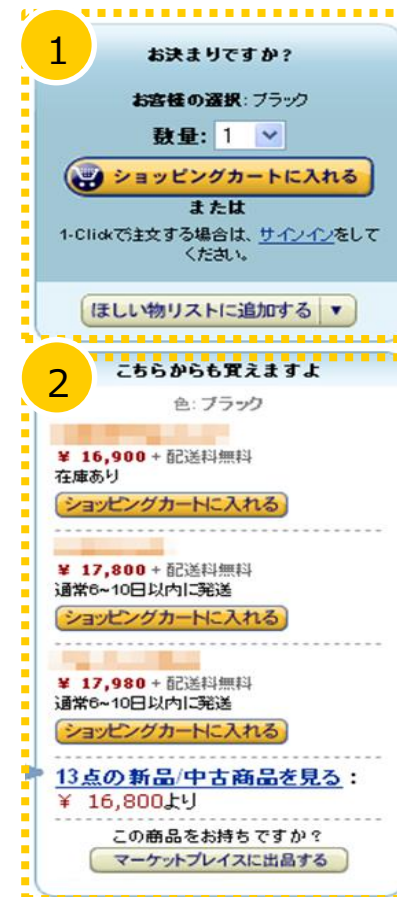 1
お決まりですか?
お客様の選択: ブラック
数量: 1
ショッピングカートに入れる
または
1-Clickで注文する場合は、サインインをして
ください。
ほしい物リストに追加する ▼
2
こちらからも買えますよ
色: ブラック
¥ 16,900 + 配送料無料
在庫あり
ショッピングカートに入れる
¥ 17,800 + 配送料無料
通常6~10日以内に発送
ショッピングカートに入れる
¥ 17,980 + 配送料無料
通常6~10日以内に発送
ショッピングカートに入れる
13点の新品/中古商品を見る:
¥ 16,800より
この商品をお持ちですか?
マーケットプレイスに出品する